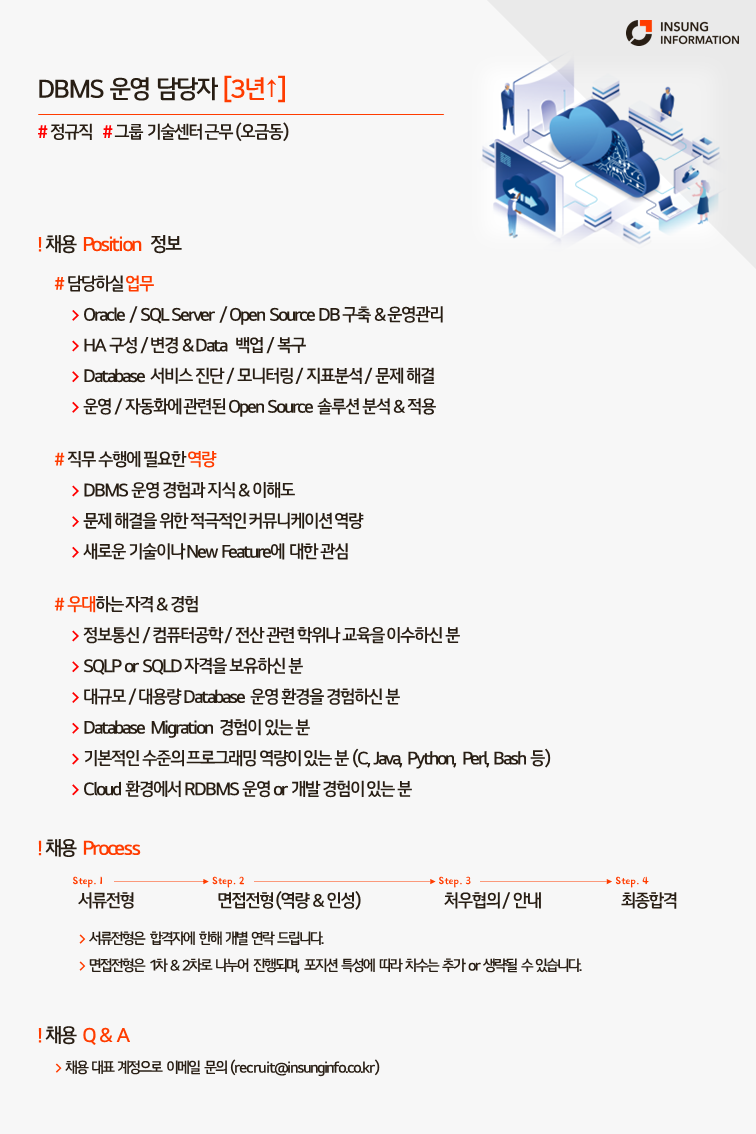 INSUNG
INFORMATION
DBMS 운영 담당자 [3년↑]
# 정규직 # 그룹 기술센터 근무 (오금동)
! 채용 Position 정보
# 담당하실 업무
> Oracle / SQL Server / Open Source DB 구축 & 운영관리
> HA 구성 / 변경 & Data 백업 / 복구
> Database 서비스 진단 / 모니터링 / 지표분석 / 문제 해결
> 운영 / 자동화에 관련된 Open Source 솔루션 분석 & 적용
# 직무 수행에 필요한 역량
> DBMS 운영 경험과 지식 & 이해도
> 문제 해결을 위한 적극적인 커뮤니케이션 역량
> 새로운 기술이나 New Feature에 대한 관심
# 우대하는 자격 & 경험
> 정보통신 / 컴퓨터공학 / 전산 관련 학위나 교육을 이수하신 분
> SQLP or SQLD 자격을 보유하신 분
> 대규모 / 대용량 Database 운영 환경을 경험하신 분
> Database Migration 경험이 있는 분
> 기본적인 수준의 프로그래밍 역량이 있는 분 (C, Java, Python, Perl, Bash 등)
> Cloud 환경에서 RDBMS 운영 or 개발 경험이 있는 분
! 채용 Process
Step. 1 Step. 2 Step. 3 Step. 4
서류전형 면접전형 (역량 & 인성) 처우협의 / 안내 최종합격
> 서류전형은 합격자에 한해 개별 연락 드립니다.
> 면접전형은 1차 & 2차로 나누어 진행되며, 포지션 특성에 따라 차수는 추가 or 생략될 수 있습니다.
! 채용 Q & A
> 채용 대표 계정으로 이메일 문의 (recruit@insunginfo.co.kr)